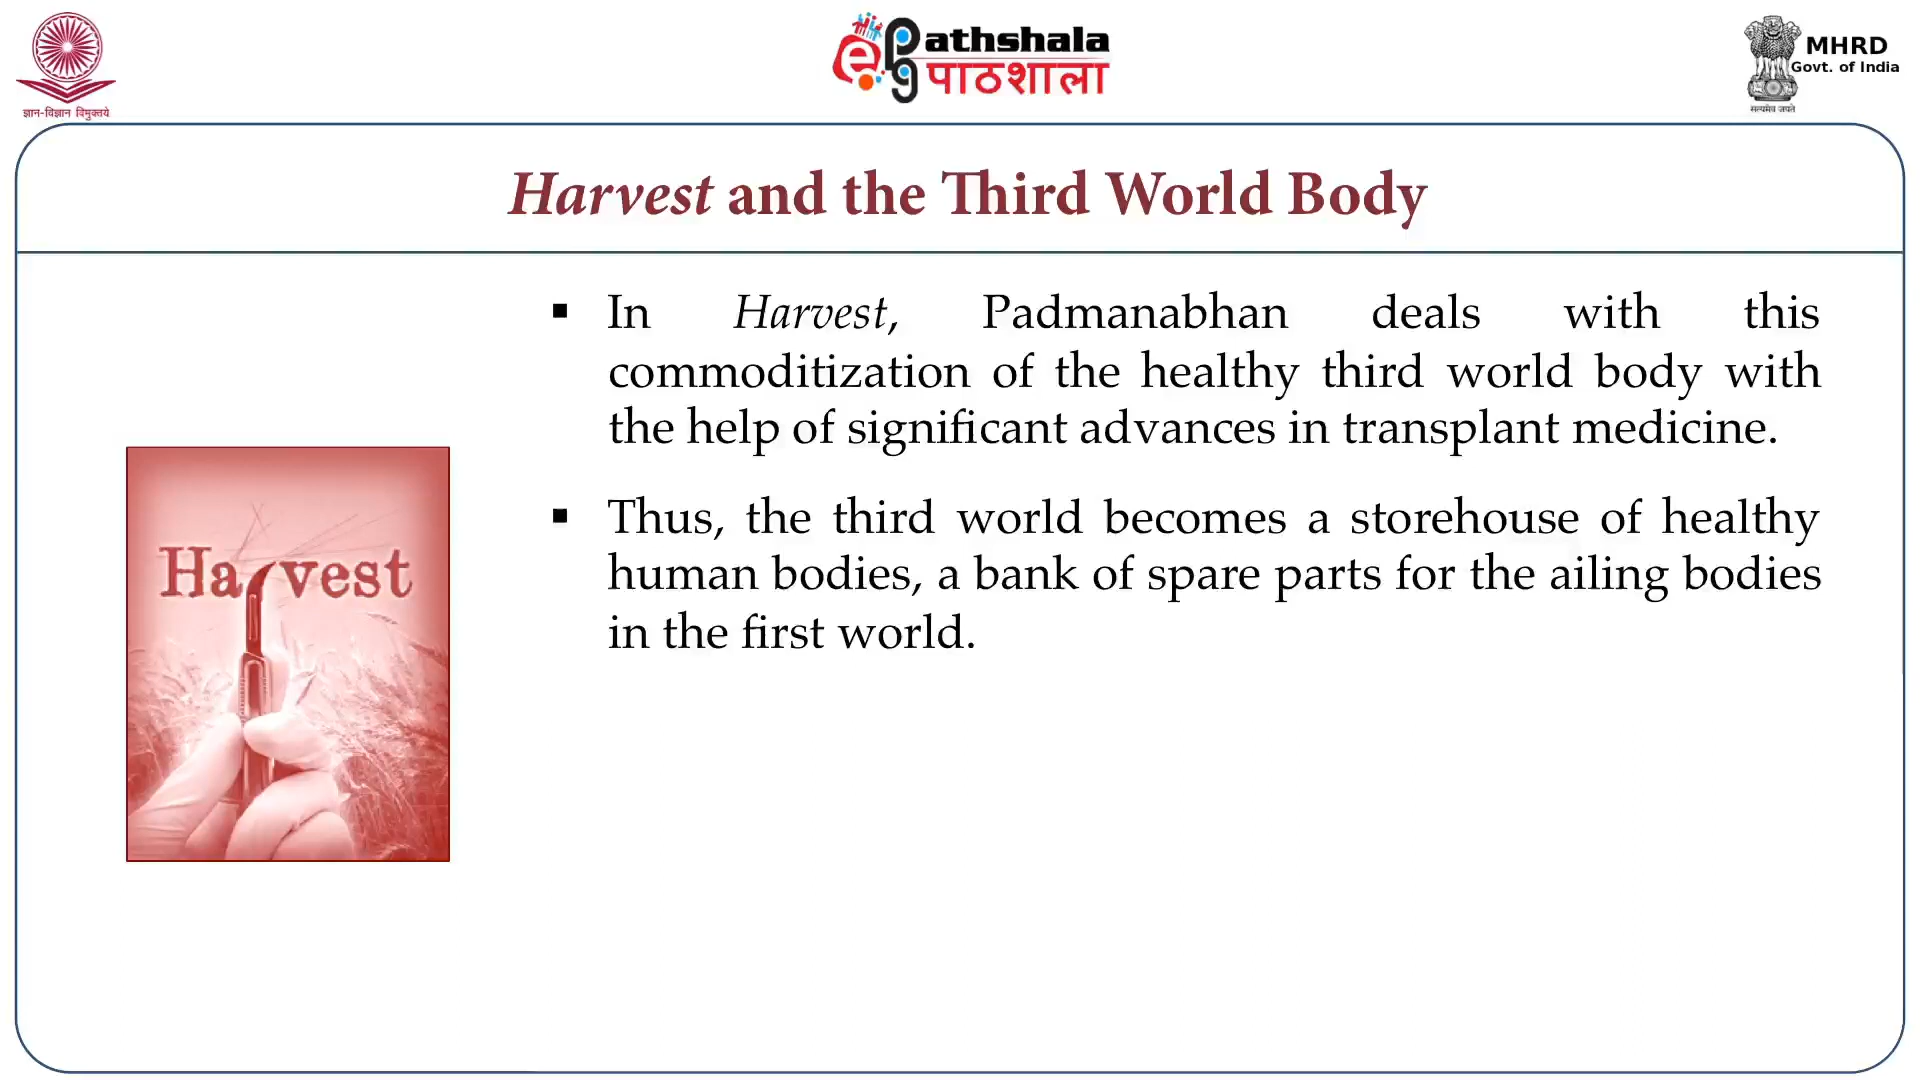 ज्ञान-विज्ञान विमुक्तये
e
pg
athshala
पाठशाला
MHRD
Govt. of India
सत्यमेव जयते
Harvest and the Third World Body
▪ In Harvest, Padmanabhan deals with this
commoditization of the healthy third world body with
the help of significant advances in transplant medicine.
▪ Thus, the third world becomes a storehouse of healthy
human bodies, a bank of spare parts for the ailing bodies
in the first world.
Harvest